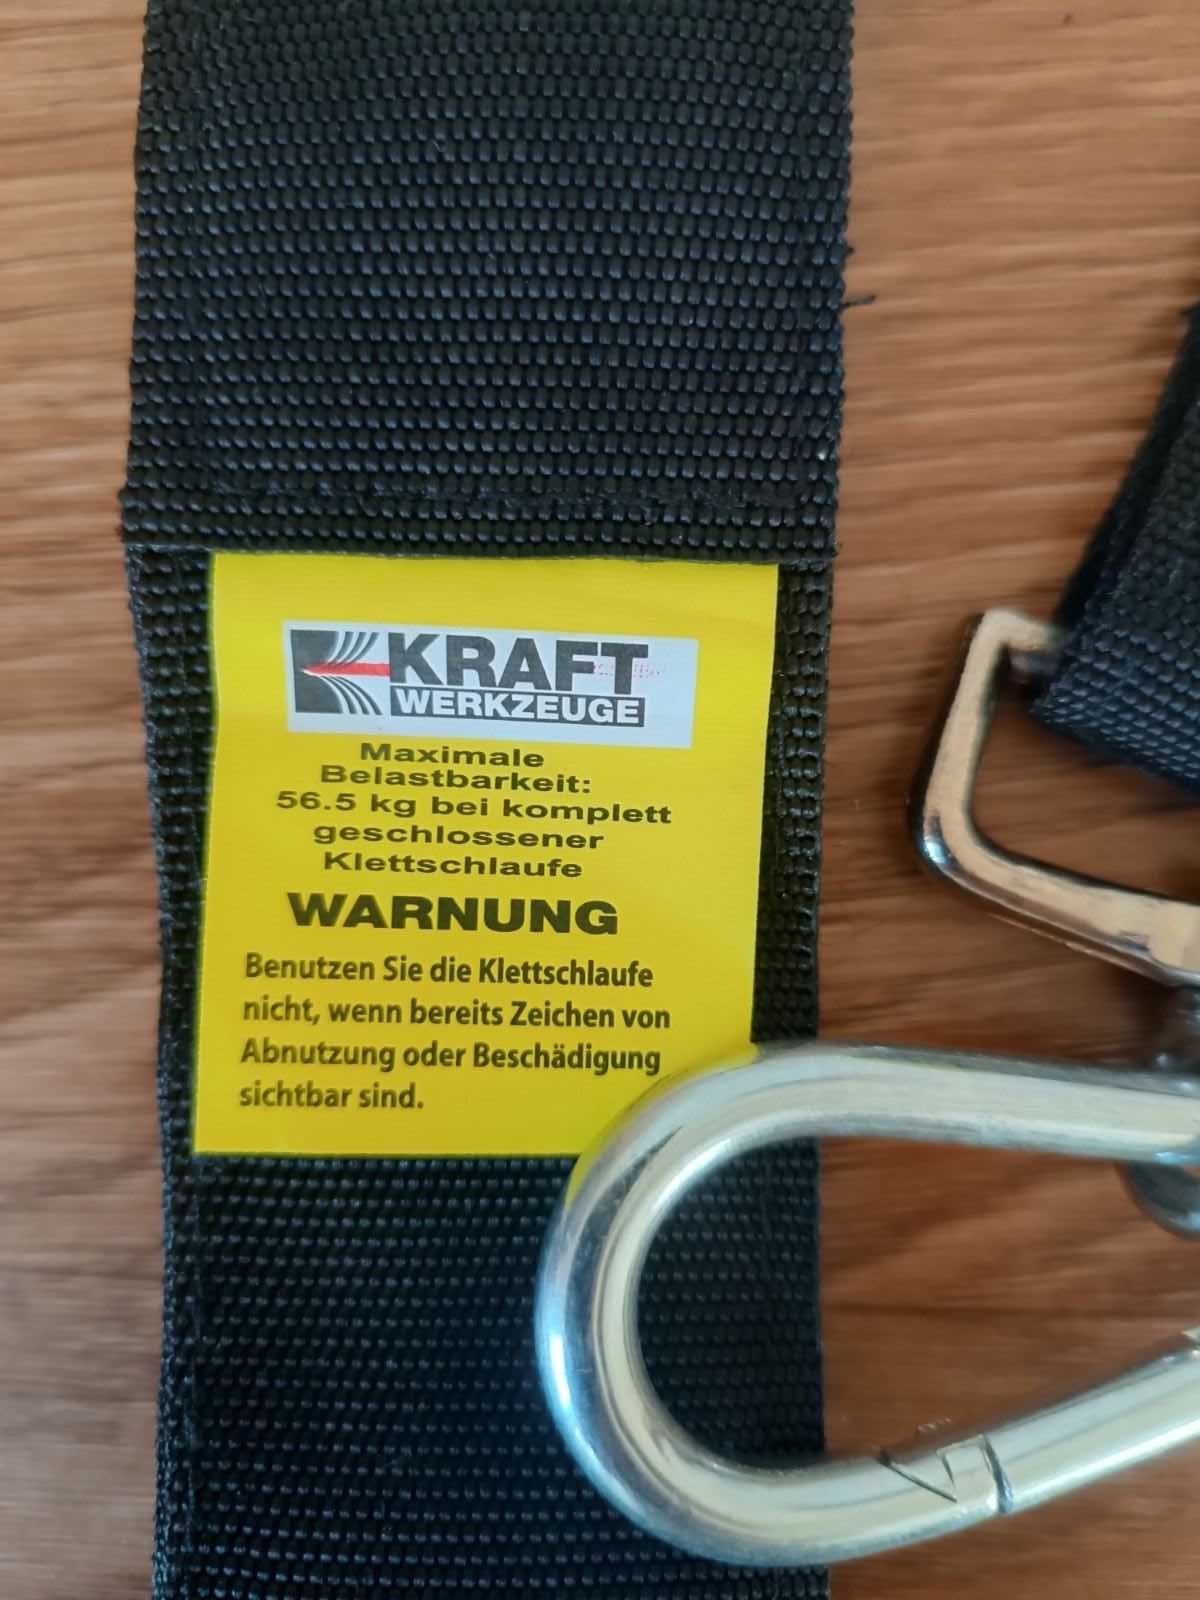 KRAFT
WERKZEUGE
Maximale
Belastbarkeit:
56.5 kg bei komplett
geschlossener
Klettschlaufe
WARNUNG
Benutzen Sie die Klettschlaufe
nicht, wenn bereits Zeichen von
Abnutzung oder Beschädigung
sichtbar sind.